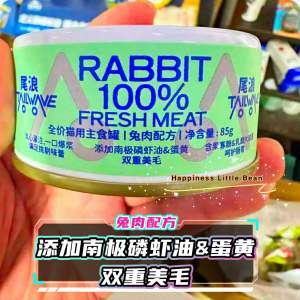 尾浪
TAILWAVE
RABBIT
100%
FRESH MEAT
全价猫用主食罐 | 兔肉配方 | 净含量: 85g
添加南极磷虾油&蛋黄
双重美毛
尾浪
TAILWAVE
Happiness Little Bean
兔肉配方
添加南极磷虾油&蛋黄
双重美毛